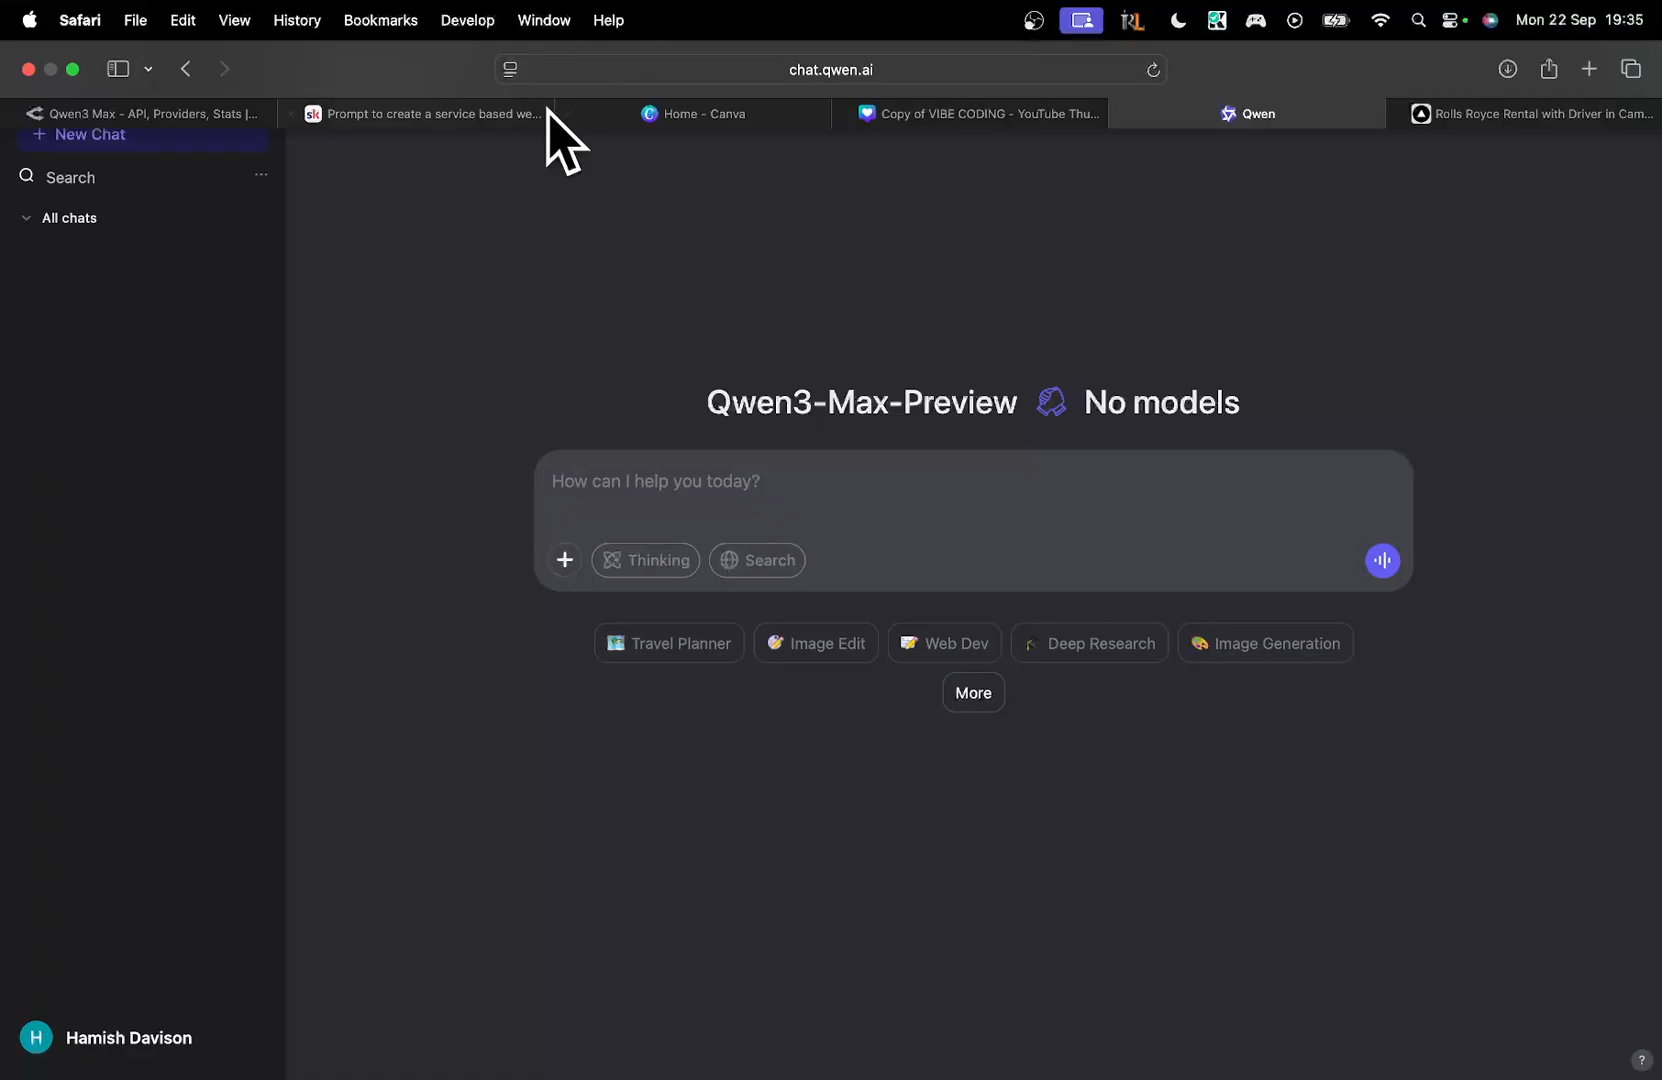 Safari File Edit View History Bookmarks Develop Window Help Mon 22 Sep 19:35
chat.qwen.ai
Qwen3 Max - API, Providers, Stats |... Prompt to create a service based we... Home - Canva Copy of VIBE CODING - YouTube Thu... Qwen Rolls Royce Rental with Driver in Cam...
+ New Chat
Search ...
All chats
Qwen3-Max-Preview No models
How can I help you today?
+ Thinking Search
Travel Planner Image Edit Web Dev Deep Research Image Generation
More
H Hamish Davison
?